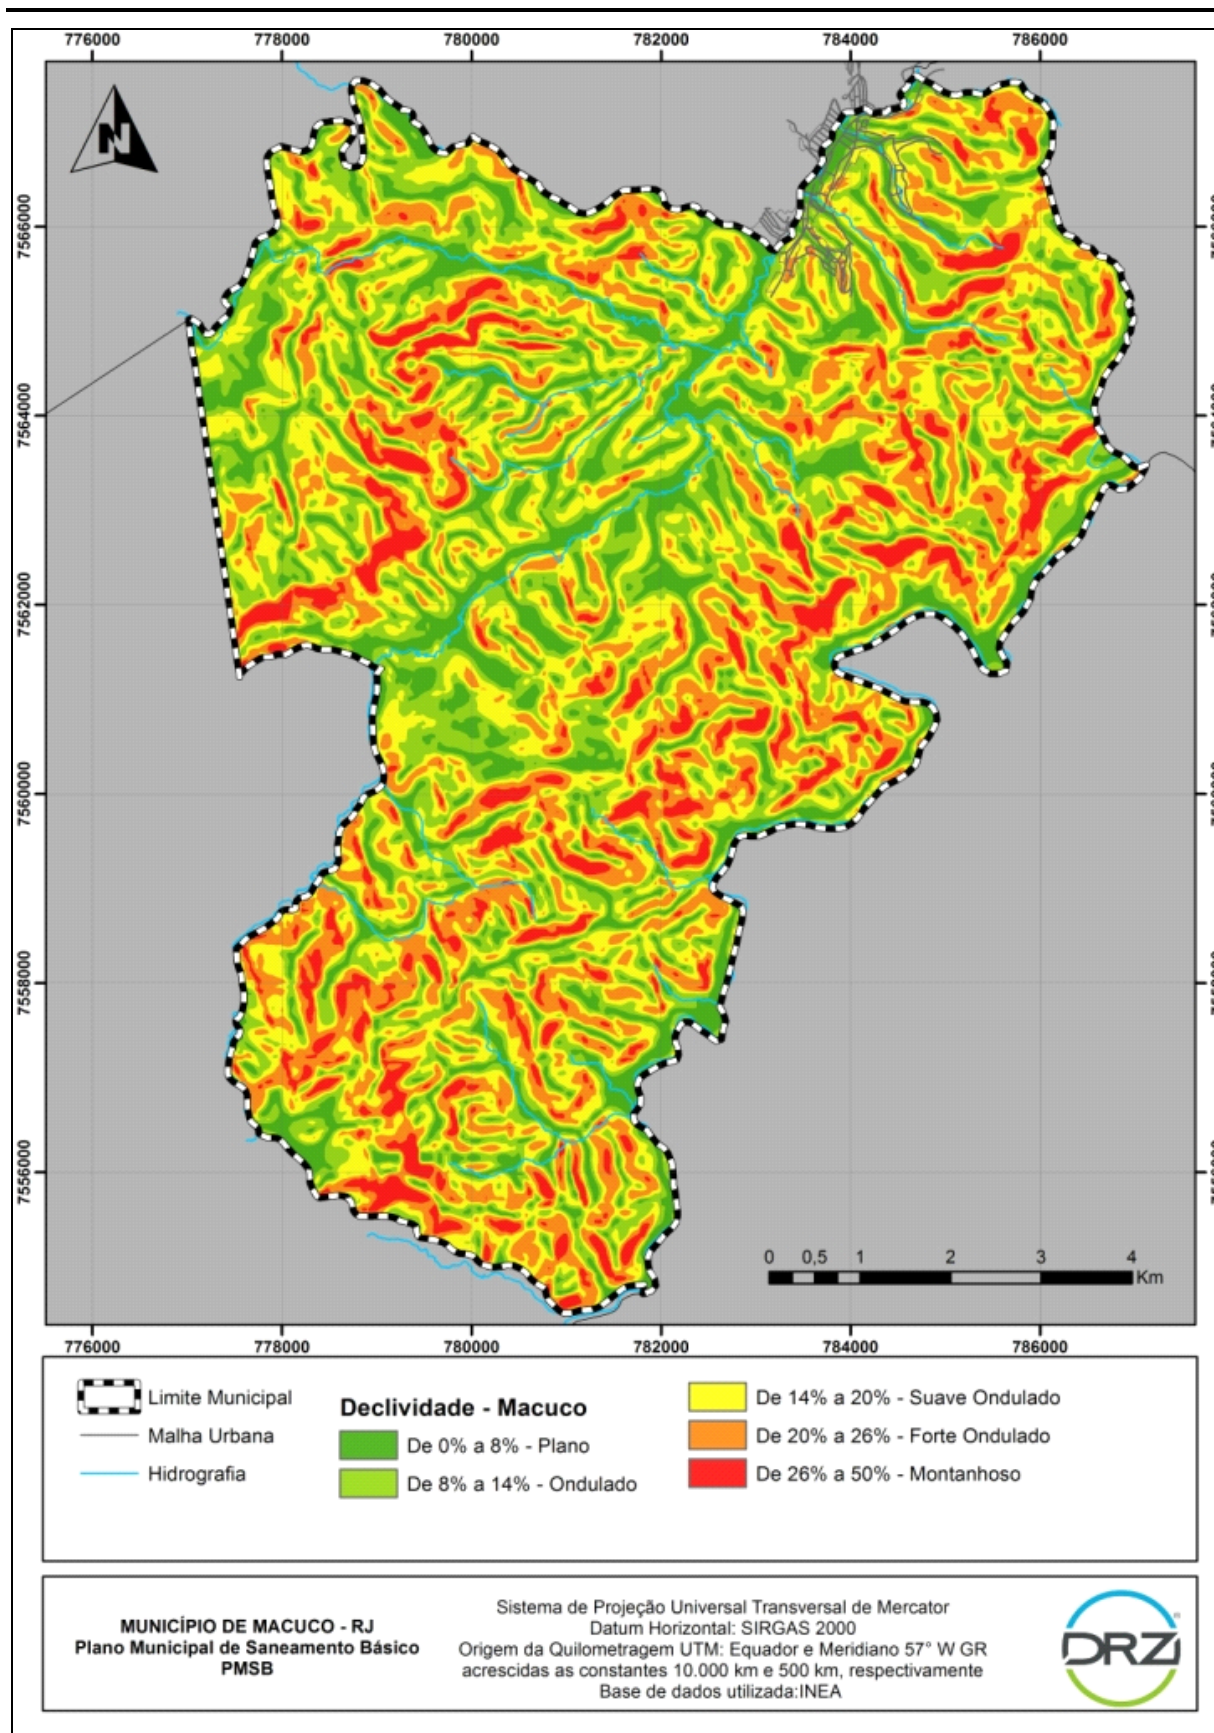 776000 778000 780000 782000 784000 786000
N
7566000
7564000
7562000
7560000
7558000
7556000
0 0,5 1 2 3 4
Km
776000 778000 780000 782000 784000 786000
Limite Municipal
Malha Urbana
Hidrografia
Declividade - Macuco
De 0% a 8% - Plano
De 8% a 14% - Ondulado
De 14% a 20% - Suave Ondulado
De 20% a 26% - Forte Ondulado
De 26% a 50% - Montanhoso
MUNICÍPIO DE MACUCO - RJ
Plano Municipal de Saneamento Básico
PMSB
Sistema de Projeção Universal Transversal de Mercator
Datum Horizontal: SIRGAS 2000
Origem da Quilometragem UTM: Equador e Meridiano 57° W GR
acrescidas as constantes 10.000 km e 500 km, respectivamente
Base de dados utilizada:INEA
DRZ